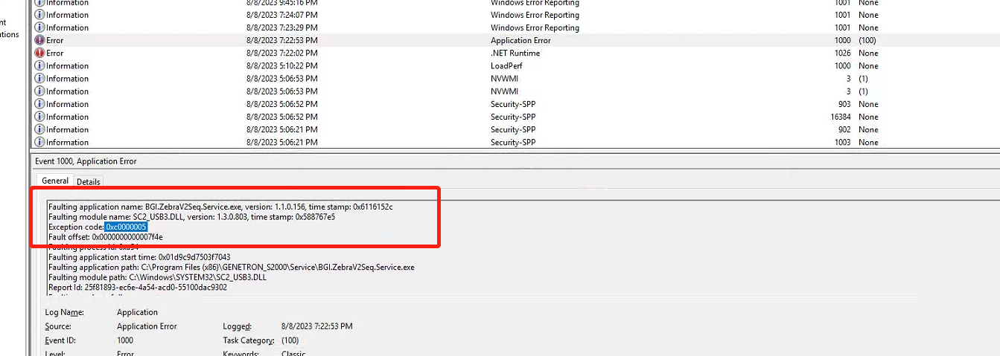 Information 8/8/2023 9:45:16 PM Windows Error Reporting 1001 None
Information 8/8/2023 7:24:07 PM Windows Error Reporting 1001 None
Information 8/8/2023 7:23:29 PM Windows Error Reporting 1001 None
Error 8/8/2023 7:22:53 PM Application Error 1000 (100)
Error 8/8/2023 7:22:02 PM .NET Runtime 1026 None
Information 8/8/2023 5:10:22 PM LoadPerf 1000 None
Information 8/8/2023 5:06:53 PM NVWMI 3 (1)
Information 8/8/2023 5:06:53 PM NVWMI 3 (1)
Information 8/8/2023 5:06:52 PM Security-SPP 903 None
Information 8/8/2023 5:06:52 PM Security-SPP 16384 None
Information 8/8/2023 5:06:21 PM Security-SPP 902 None
Information 8/8/2023 5:06:21 PM Security-SPP 1003 None
Event 1000, Application Error
General Details
Faulting application name: BGI.ZebraV2Seq.Service.exe, version: 1.1.0.156, time stamp: 0x6116152c
Faulting module name: SC2_USB3.DLL, version: 1.3.0.803, time stamp: 0x588767e5
Exception code: 0xc0000005
Fault offset: 0x0000000000007f4e
Faulting process id: 0xa94
Faulting application start time: 0x01d9c9d7503f7043
Faulting application path: C:\Program Files (x86)\GENETRON_S2000\Service\BGI.ZebraV2Seq.Service.exe
Faulting module path: C:\Windows\SYSTEM32\SC2_USB3.DLL
Report Id: 25f81893-ec6e-4a54-acd0-55100dac9302
Log Name: Application
Source: Application Error Logged: 8/8/2023 7:22:53 PM
Event ID: 1000 Task Category: (100)
Level: Error Keywords: Classic